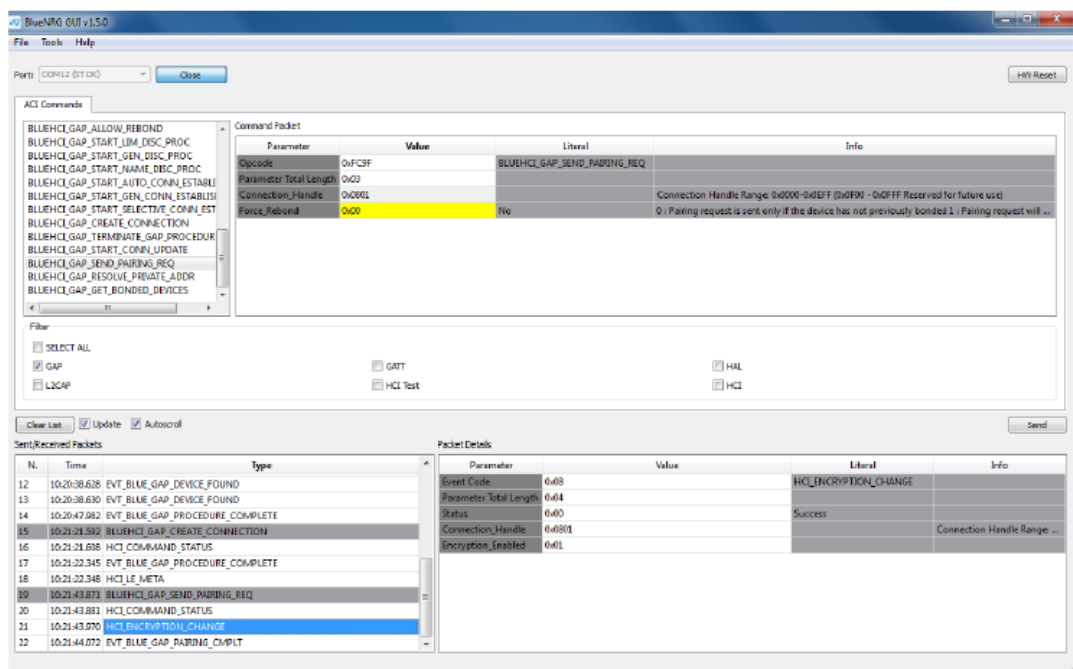 BlueNRG GUI v1.5.0
File Tools Help
Port: COM12 (ST DK) Close HW Reset
ACI Commands
BLUEHCI_GAP_ALLOW_REBOND
BLUEHCI_GAP_START_LIM_DISC_PROC
BLUEHCI_GAP_START_GEN_DISC_PROC
BLUEHCI_GAP_START_NAME_DISC_PROC
BLUEHCI_GAP_START_AUTO_CONN_ESTABLI
BLUEHCI_GAP_START_GEN_CONN_ESTABLIS
BLUEHCI_GAP_START_SELECTIVE_CONN_EST
BLUEHCI_GAP_CREATE_CONNECTION
BLUEHCI_GAP_TERMINATE_GAP_PROCEDUR
BLUEHCI_GAP_START_CONN_UPDATE
BLUEHCI_GAP_SEND_PAIRING_REQ
BLUEHCI_GAP_RESOLVE_PRIVATE_ADDR
BLUEHCI_GAP_GET_BONDED_DEVICES
Command Packet
Parameter Value Literal Info
Opcode 0xFC9F BLUEHCI_GAP_SEND_PAIRING_REQ
Parameter Total Length 0x03
Connection_Handle 0x0801 Connection Handle Range: 0x0000-0x0EFF (0x0F00 - 0x0FFF Reserved for future use)
Force_Rebond 0x00 No 0 : Pairing request is sent only if the device has not previously bonded 1 : Pairing request will ...
Filter
SELECT ALL
GAP GATT HAL
L2CAP HCI Test HCI
Clear List Update Autoscroll Send
Sent/Received Packets
N. Time Type
12 10:20:38.628 EVT_BLUE_GAP_DEVICE_FOUND
13 10:20:38.630 EVT_BLUE_GAP_DEVICE_FOUND
14 10:20:47.982 EVT_BLUE_GAP_PROCEDURE_COMPLETE
15 10:21:21.592 BLUEHCI_GAP_CREATE_CONNECTION
16 10:21:21.608 HCI_COMMAND_STATUS
17 10:21:22.345 EVT_BLUE_GAP_PROCEDURE_COMPLETE
18 10:21:22.348 HCI_LE_META
19 10:21:43.871 BLUEHCI_GAP_SEND_PAIRING_REQ
20 10:21:43.881 HCI_COMMAND_STATUS
21 10:21:43.970 HCI_ENCRYPTION_CHANGE
22 10:21:44.072 EVT_BLUE_GAP_PAIRING_CMPLT
Packet Details
Parameter Value Literal Info
Event Code 0x08 HCI_ENCRYPTION_CHANGE
Parameter Total Length 0x04
Status 0x00 Success
Connection_Handle 0x0801 Connection Handle Range: ...
Encryption_Enabled 0x01